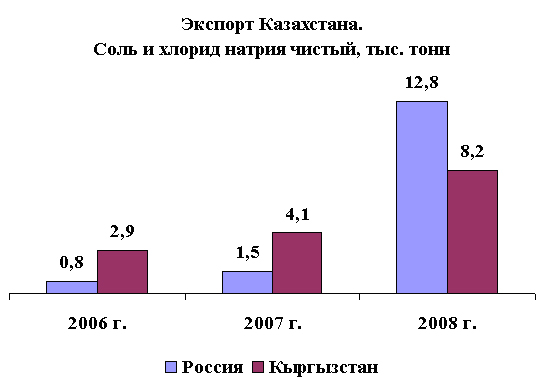 Экспорт Казахстана.
Соль и хлорид натрия чистый, тыс. тонн
12,8
8,2
4,1
2,9
1,5
0,8
2006 г. 2007 г. 2008 г.
Россия Кыргызстан